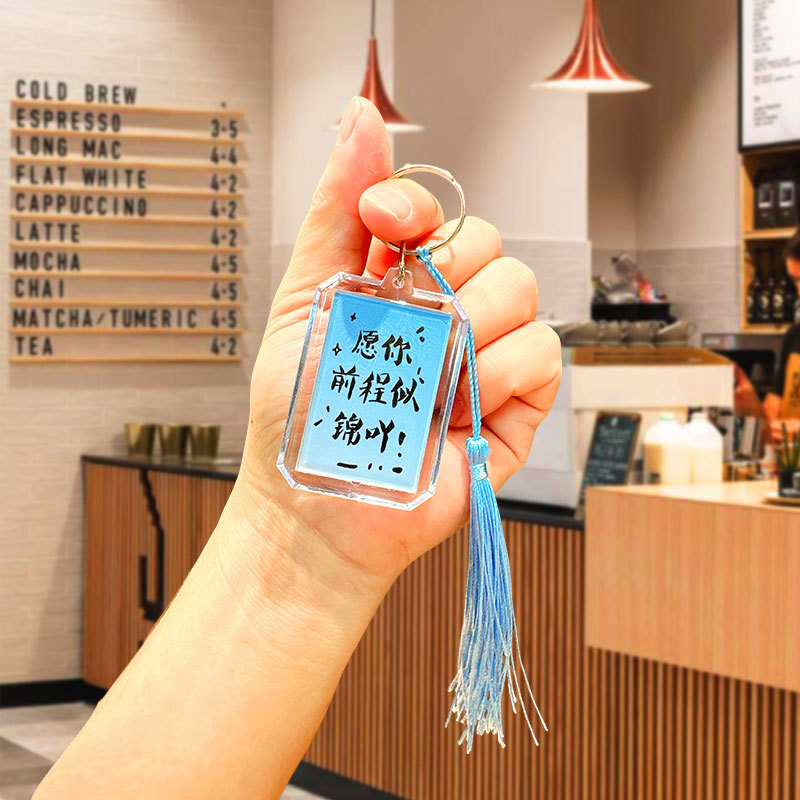 COLD BREW
ESPRESSO 3·5
LONG MAC 4·4
FLAT WHITE 4·2
CAPPUCCINO 4·2
LATTE 4·2
MOCHA 4·5
CHAI 4·5
MATCHA/TUMERIC 4·5
TEA 4·2
愿你
前程似
锦吖!